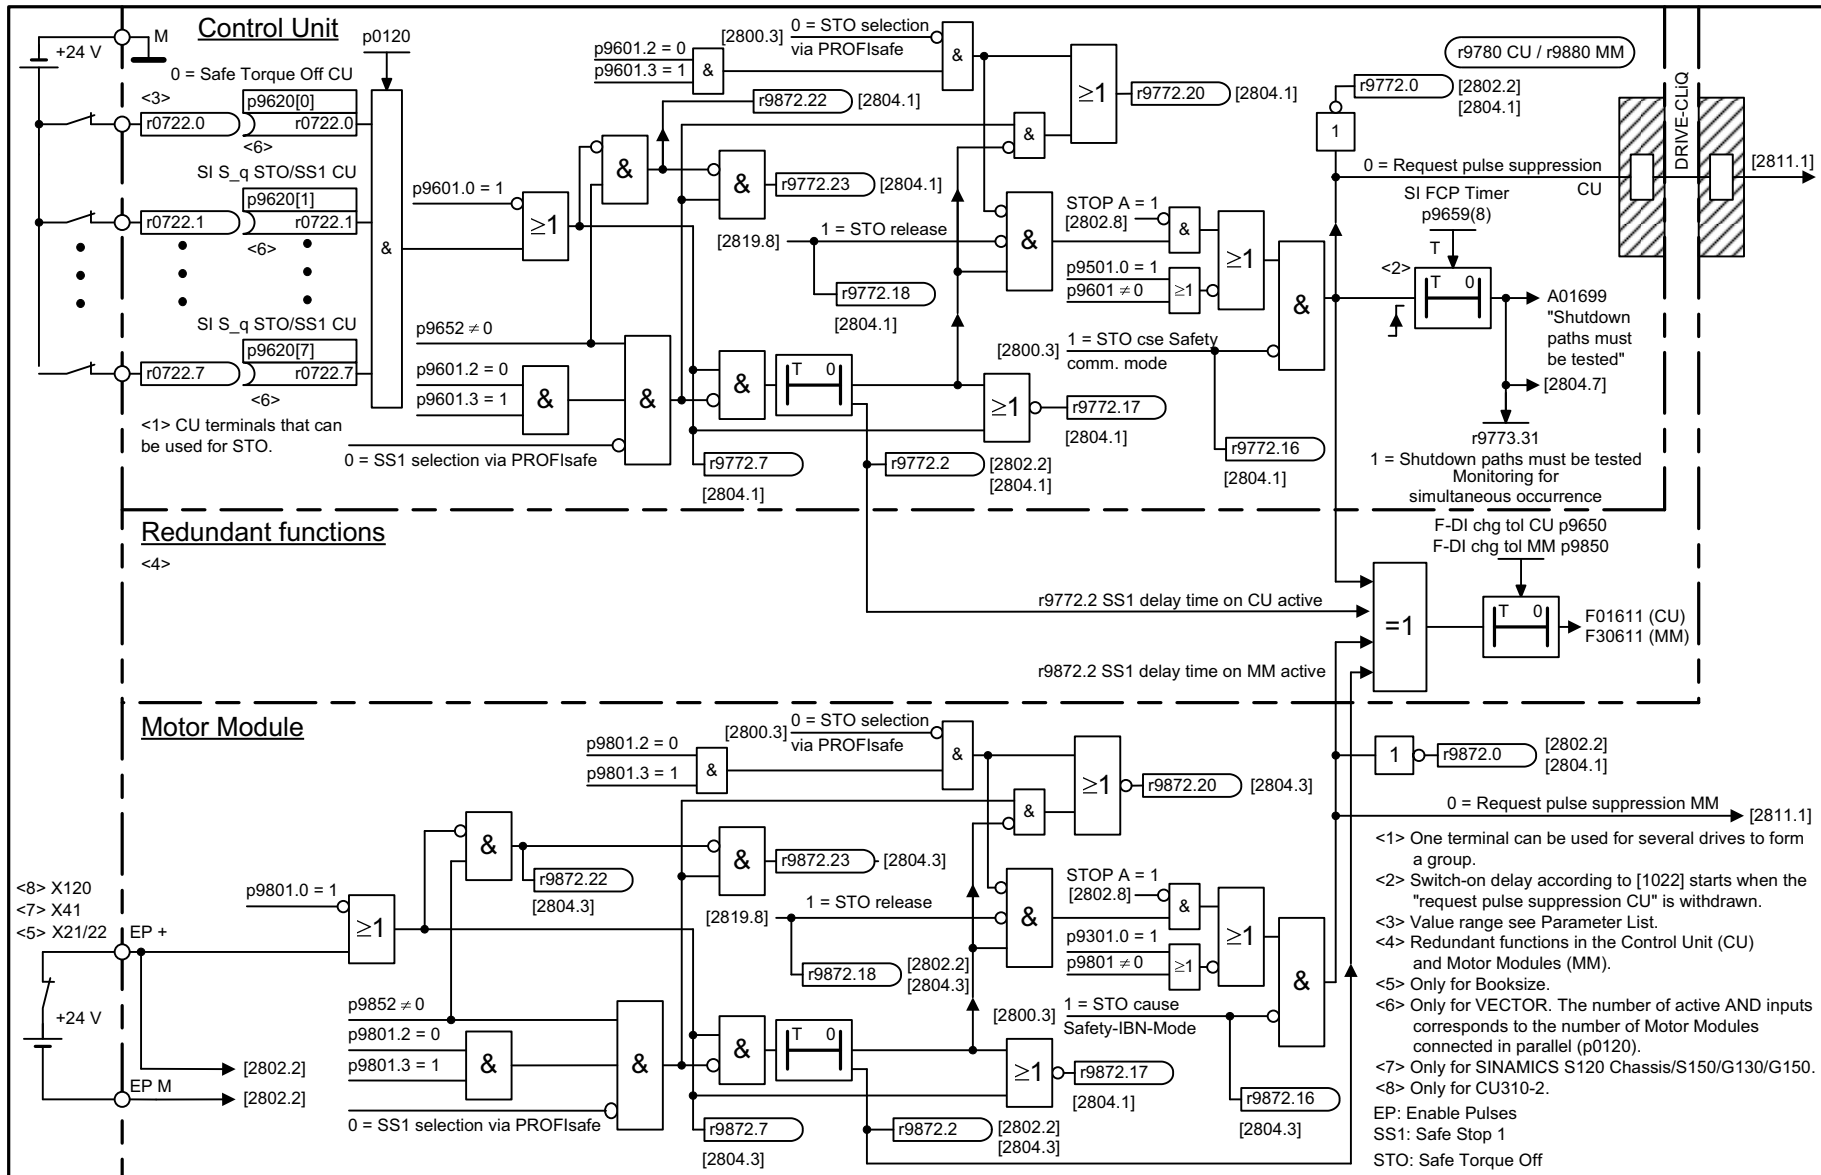 Control Unit
M
+24 V
p0120
0 = Safe Torque Off CU
<3>
p9620[0]
r0722.0
r0722.0
<6>
SI S_q STO/SS1 CU
p9620[1]
r0722.1
r0722.1
<6>
SI S_q STO/SS1 CU
p9620[7]
r0722.7
r0722.7
<6>
<1> CU terminals that can
be used for STO.
&
p9601.0 = 1
≥1
p9652 ≠ 0
p9601.2 = 0
p9601.3 = 1
&
&
0 = SS1 selection via PROFIsafe
p9601.2 = 0
p9601.3 = 1
&
[2800.3]
0 = STO selection
via PROFIsafe
&
r9872.22
[2804.1]
≥1
r9772.20
[2804.1]
&
&
&
r9772.23
[2804.1]
[2819.8]
1 = STO release
r9772.18
[2804.1]
&
STOP A = 1
[2802.8]
&
p9501.0 = 1
p9601 ≠ 0
≥1
≥1
&
[2800.3]
1 = STO cse Safety
comm. mode
&
T 0
≥1
r9772.17
[2804.1]
r9772.16
[2804.1]
r9772.7
[2804.1]
r9772.2
[2802.2]
[2804.1]
r9780 CU / r9880 MM
r9772.0
[2802.2]
[2804.1]
1
0 = Request pulse suppression
CU
DRIVE-CLiQ
[2811.1]
SI FCP Timer
p9659(8)
T
<2>
T 0
A01699
"Shutdown
paths must
be tested"
[2804.7]
r9773.31
1 = Shutdown paths must be tested
Monitoring for
simultaneous occurrence
Redundant functions
<4>
F-DI chg tol CU p9650
F-DI chg tol MM p9850
r9772.2 SS1 delay time on CU active
=1
T 0
F01611 (CU)
F30611 (MM)
r9872.2 SS1 delay time on MM active
Motor Module
p9801.2 = 0
p9801.3 = 1
&
[2800.3]
0 = STO selection
via PROFIsafe
&
≥1
r9872.20
[2804.3]
&
1
r9872.0
[2802.2]
[2804.1]
0 = Request pulse suppression MM
[2811.1]
&
r9872.22
[2804.3]
&
r9872.23
[2804.3]
<8> X120
<7> X41
<5> X21/22
EP +
p9801.0 = 1
≥1
[2819.8]
1 = STO release
r9872.18
[2802.2]
[2804.3]
&
STOP A = 1
[2802.8]
&
p9301.0 = 1
p9801 ≠ 0
≥1
≥1
&
+24 V
EP M
[2802.2]
[2802.2]
p9852 ≠ 0
p9801.2 = 0
p9801.3 = 1
&
&
0 = SS1 selection via PROFIsafe
&
T 0
[2800.3]
1 = STO cause
Safety-IBN-Mode
≥1
r9872.17
[2804.1]
r9872.16
[2804.3]
r9872.7
[2804.3]
r9872.2
[2802.2]
[2804.3]
<1> One terminal can be used for several drives to form
a group.
<2> Switch-on delay according to [1022] starts when the
"request pulse suppression CU" is withdrawn.
<3> Value range see Parameter List.
<4> Redundant functions in the Control Unit (CU)
and Motor Modules (MM).
<5> Only for Booksize.
<6> Only for VECTOR. The number of active AND inputs
corresponds to the number of Motor Modules
connected in parallel (p0120).
<7> Only for SINAMICS S120 Chassis/S150/G130/G150.
<8> Only for CU310-2.
EP: Enable Pulses
SS1: Safe Stop 1
STO: Safe Torque Off